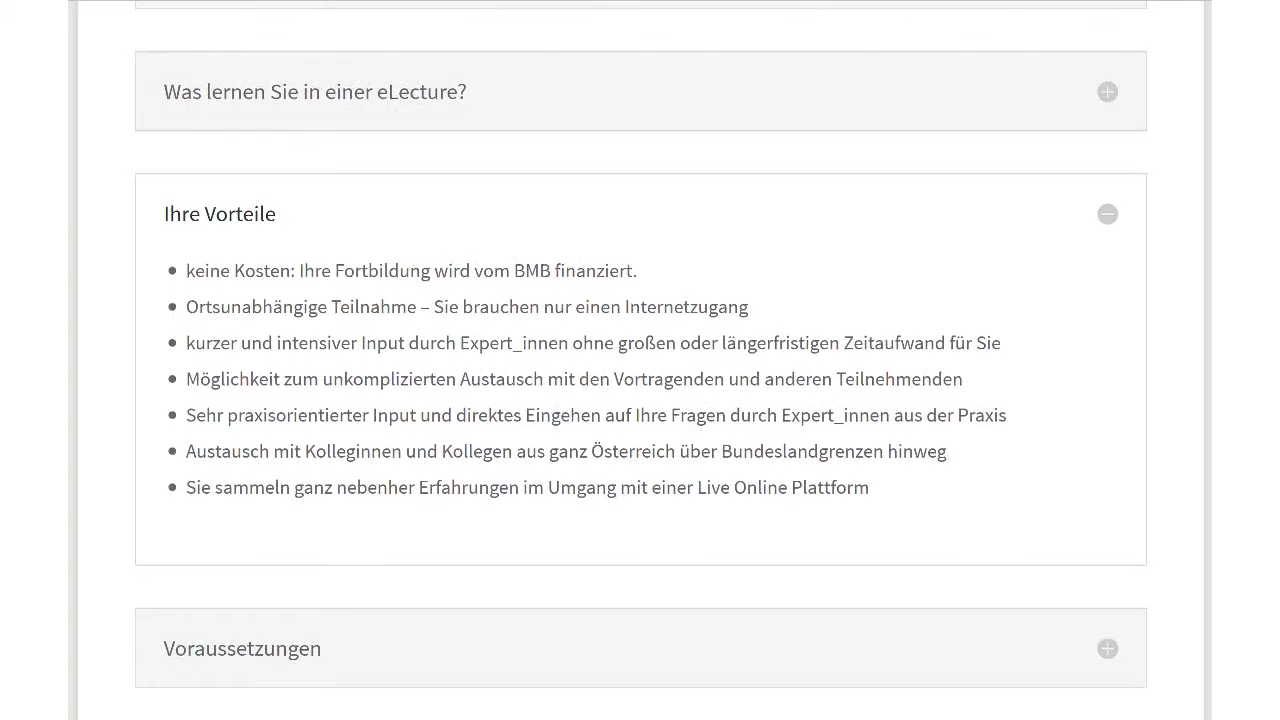 Was lernen Sie in einer eLecture?
Ihre Vorteile
keine Kosten: Ihre Fortbildung wird vom BMB finanziert.
Ortsunabhängige Teilnahme – Sie brauchen nur einen Internetzugang
kurzer und intensiver Input durch Expert_innen ohne großen oder längerfristigen Zeitaufwand für Sie
Möglichkeit zum unkomplizierten Austausch mit den Vortragenden und anderen Teilnehmenden
Sehr praxisorientierter Input und direktes Eingehen auf Ihre Fragen durch Expert_innen aus der Praxis
Austausch mit Kolleginnen und Kollegen aus ganz Österreich über Bundeslandgrenzen hinweg
Sie sammeln ganz nebenher Erfahrungen im Umgang mit einer Live Online Plattform
Voraussetzungen